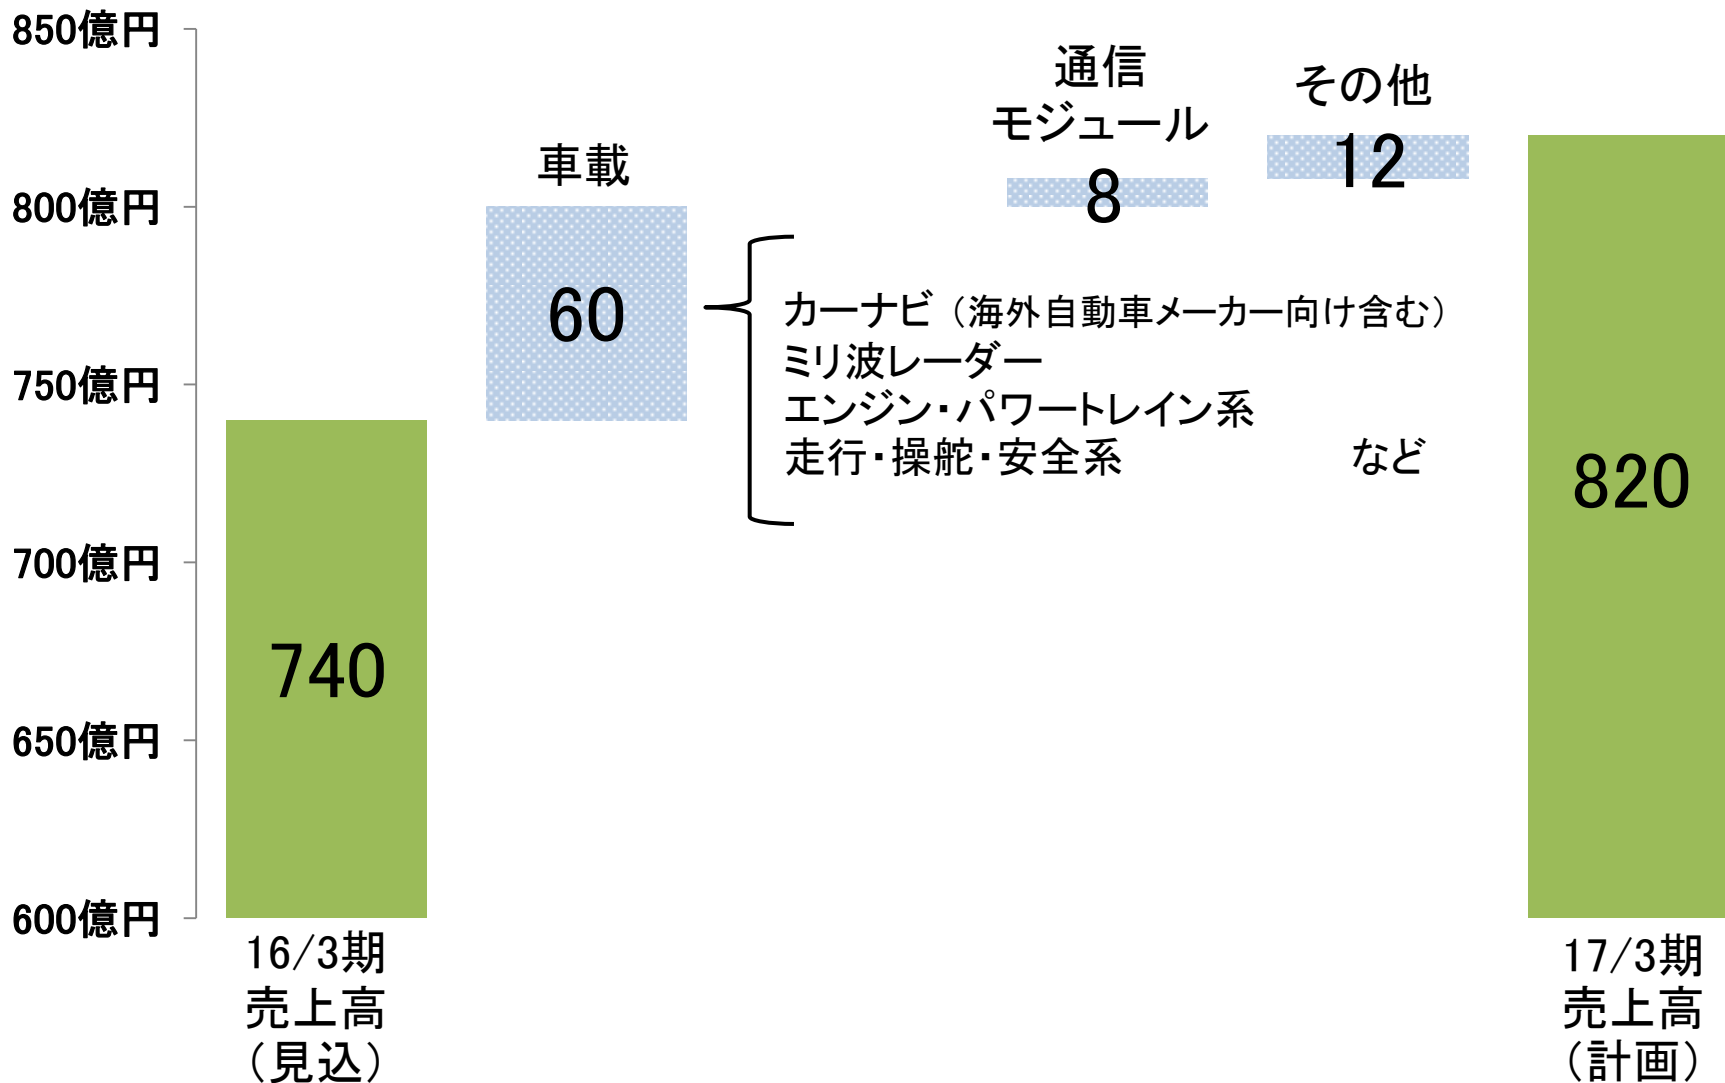 850億円
800億円
750億円
700億円
650億円
600億円
740
16/3期
売上高
（見込）
車載
60
カーナビ（海外自動車メーカー向け含む）
ミリ波レーダー
エンジン・パワートレイン系
走行・操舵・安全系 など
通信
モジュール
8
その他
12
820
17/3期
売上高
（計画）